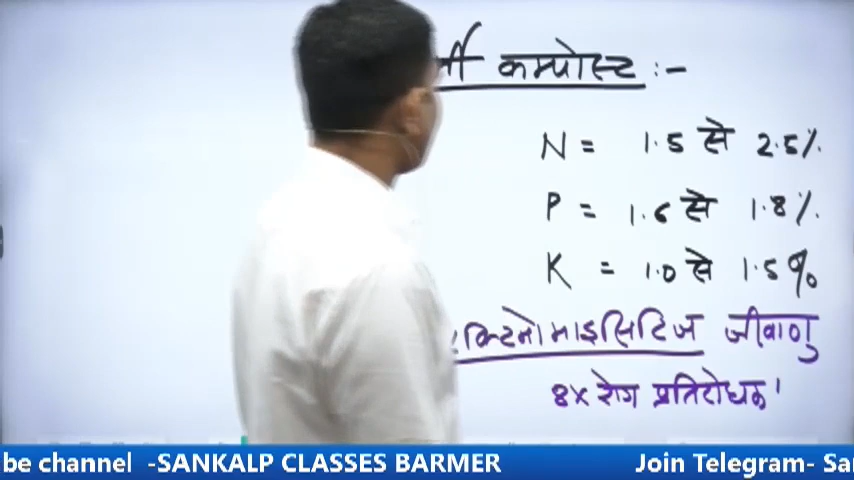 कम्पोस्ट :-
N = 1.5 से 2.5%
P = 1.6 से 1.8%
K = 1.0 से 1.5%
क्टिनोमाइसिटिज जीवाणु
8x रोग प्रतिरोधक
be channel -SANKALP CLASSES BARMER Join Telegram- Sa